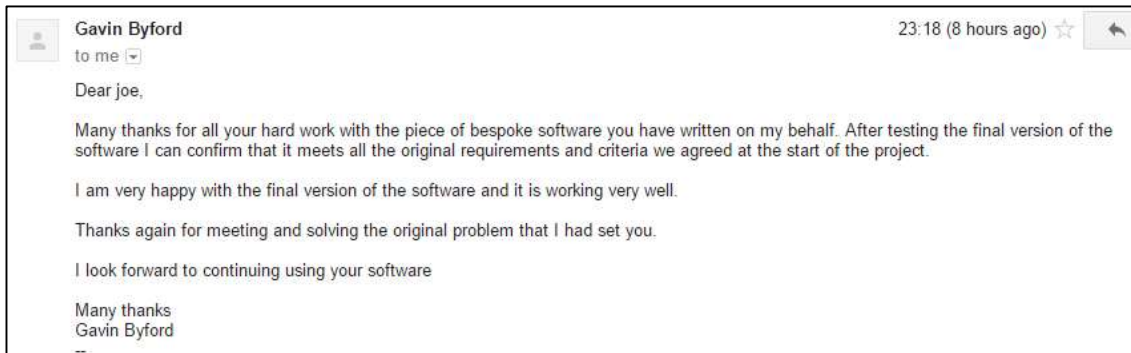 Gavin Byford
23:18 (8 hours ago)
to me
Dear joe,
Many thanks for all your hard work with the piece of bespoke software you have written on my behalf. After testing the final version of the
software I can confirm that it meets all the original requirements and criteria we agreed at the start of the project.
I am very happy with the final version of the software and it is working very well.
Thanks again for meeting and solving the original problem that I had set you.
I look forward to continuing using your software
Many thanks
Gavin Byford
--